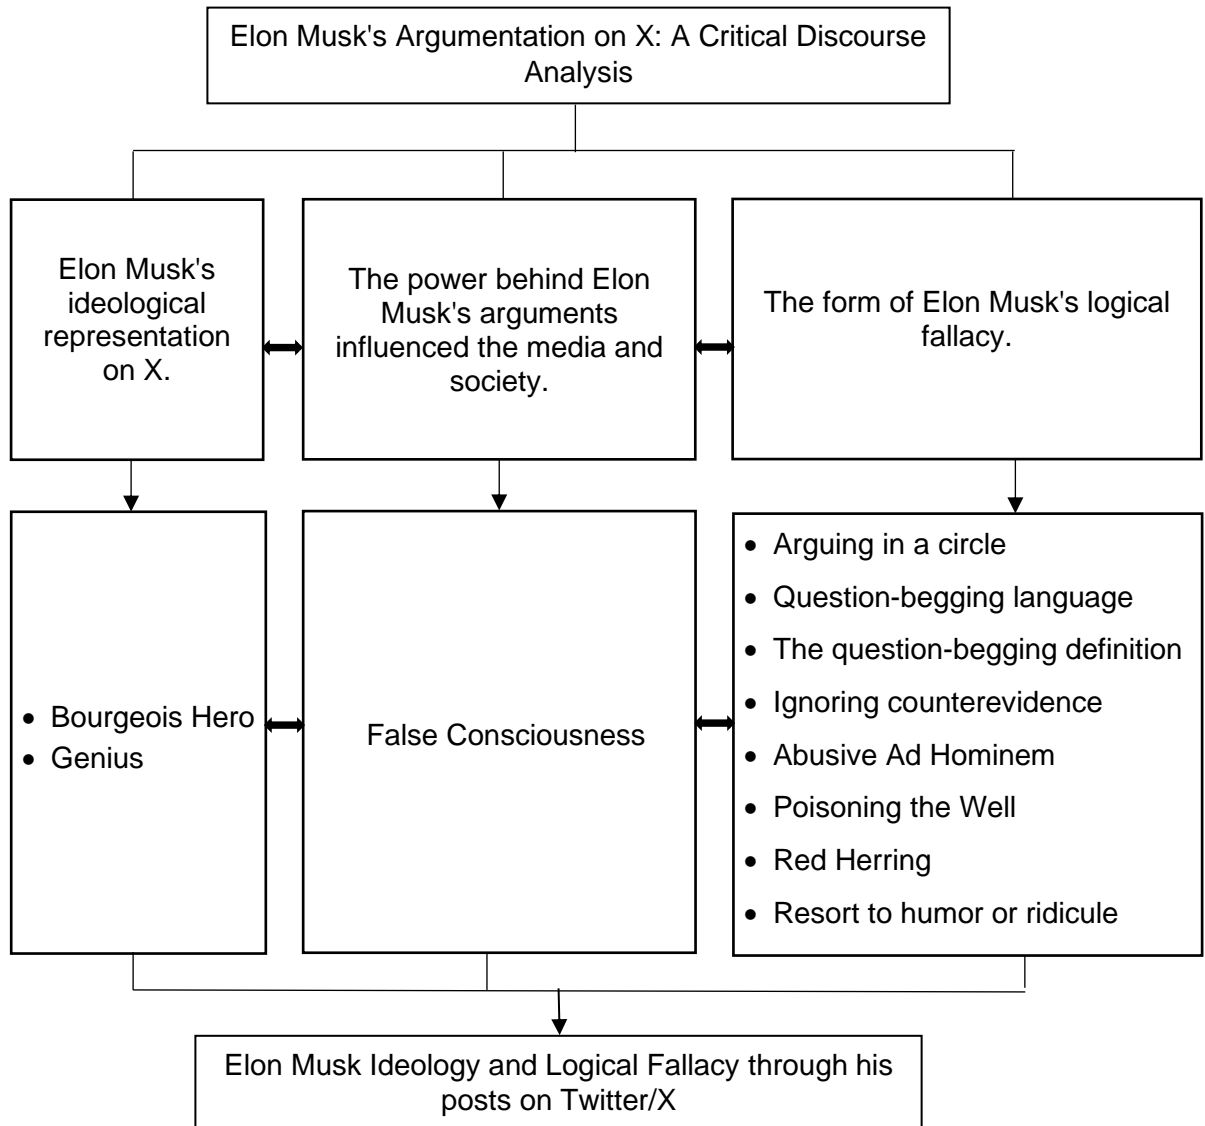 Elon Musk's Argumentation on X: A Critical Discourse
Analysis
Elon Musk's
ideological
representation
on X.
The power behind Elon
Musk's arguments
influenced the media and
society.
The form of Elon Musk's logical
fallacy.
• Bourgeois Hero
• Genius
False Consciousness
• Arguing in a circle
• Question-begging language
• The question-begging definition
• Ignoring counterevidence
• Abusive Ad Hominem
• Poisoning the Well
• Red Herring
• Resort to humor or ridicule
Elon Musk Ideology and Logical Fallacy through his
posts on Twitter/X